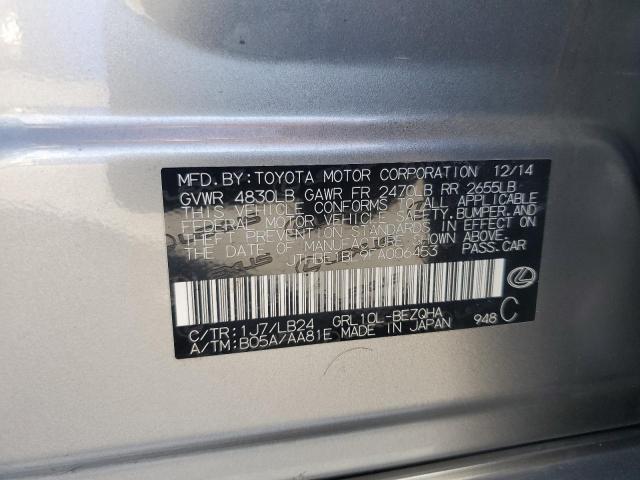 MFD. BY: TOYOTA MOTOR CORPORATION 12/14
GVWR 4830LB GAWR FR 2470LB RR 2655LB
THIS VEHICLE CONFORMS TO ALL APPLICABLE
FEDERAL MOTOR VEHICLE SAFETY, BUMPER, AND
THEFT PREVENTION STANDARDS IN EFFECT ON
THE DATE OF MANUFACTURE SHOWN ABOVE.
PASS. CAR
C/TR: 1J7/LB24 GRL10L-BEZQHA
A/TM: B05A/AA81E MADE IN JAPAN 948 C